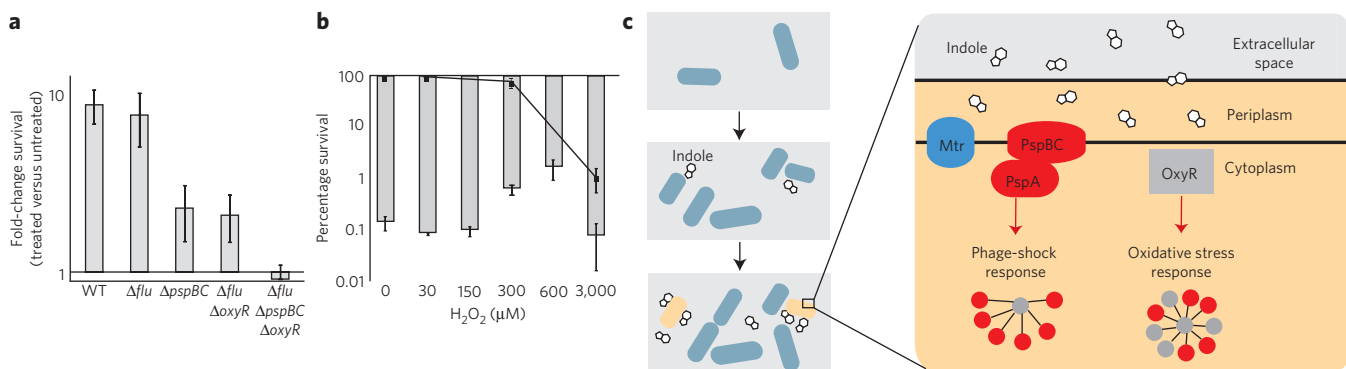 a
Fold-change survival
(treated versus untreated)
10
1
WT
Δflu
ΔpspBC
Δflu
ΔoxyR
Δflu
ΔpspBC
ΔoxyR
b
Percentage survival
100
10
1
0.1
0.01
0
30
150
300
600
3,000
H₂O₂ (μM)
c
Indole
Indole
Extracellular
space
Periplasm
Mtr
PspBC
PspA
OxyR
Cytoplasm
Phage-shock
response
Oxidative stress
response